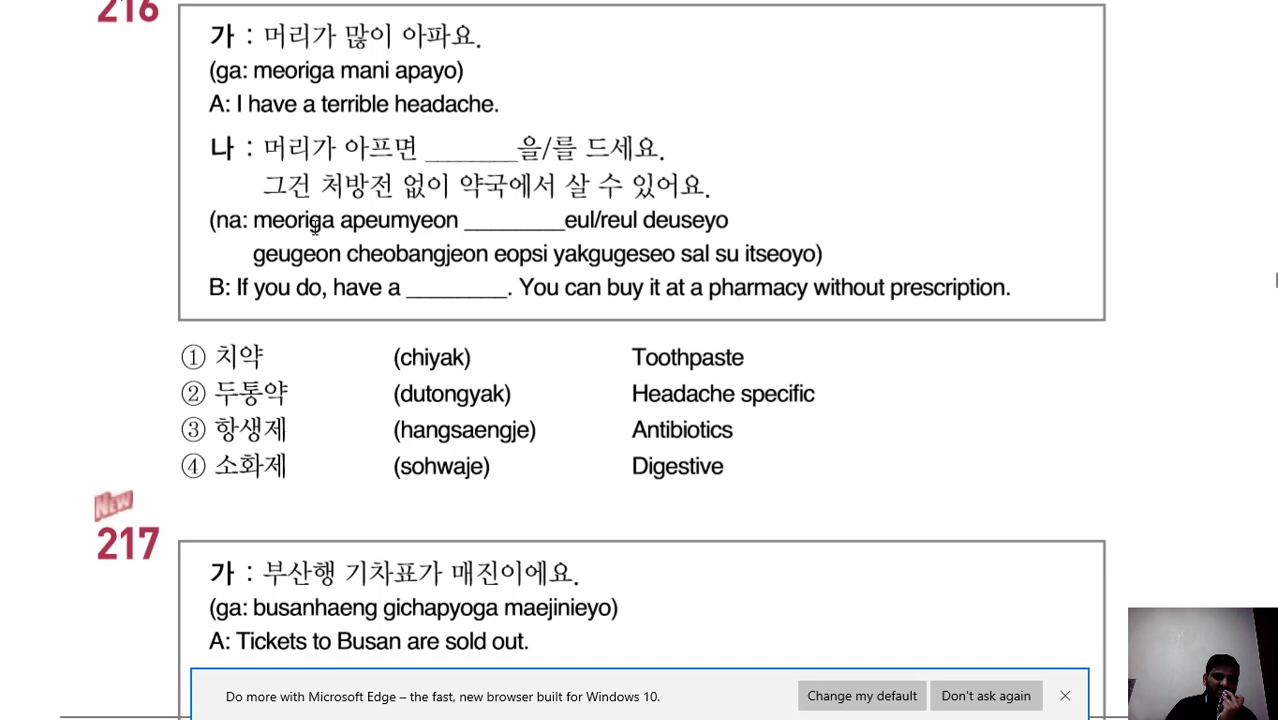 216
가 : 머리가 많이 아파요.
(ga: meoriga mani apayo)
A: I have a terrible headache.
나 : 머리가 아프면 ________을/를 드세요.
그건 처방전 없이 약국에서 살 수 있어요.
(na: meoriga apeumyeon ________eul/reul deuseyo
geugeon cheobangjeon eopsi yakgugeseo sal su itseoyo)
B: If you do, have a ________. You can buy it at a pharmacy without prescription.
① 치약 (chiyak) Toothpaste
② 두통약 (dutongyak) Headache specific
③ 항생제 (hangsaengje) Antibiotics
④ 소화제 (sohwaje) Digestive
New
217
가 : 부산행 기차표가 매진이에요.
(ga: busanhaeng gichapyoga maejinieyo)
A: Tickets to Busan are sold out.
Do more with Microsoft Edge – the fast, new browser built for Windows 10. Change my default Don't ask again